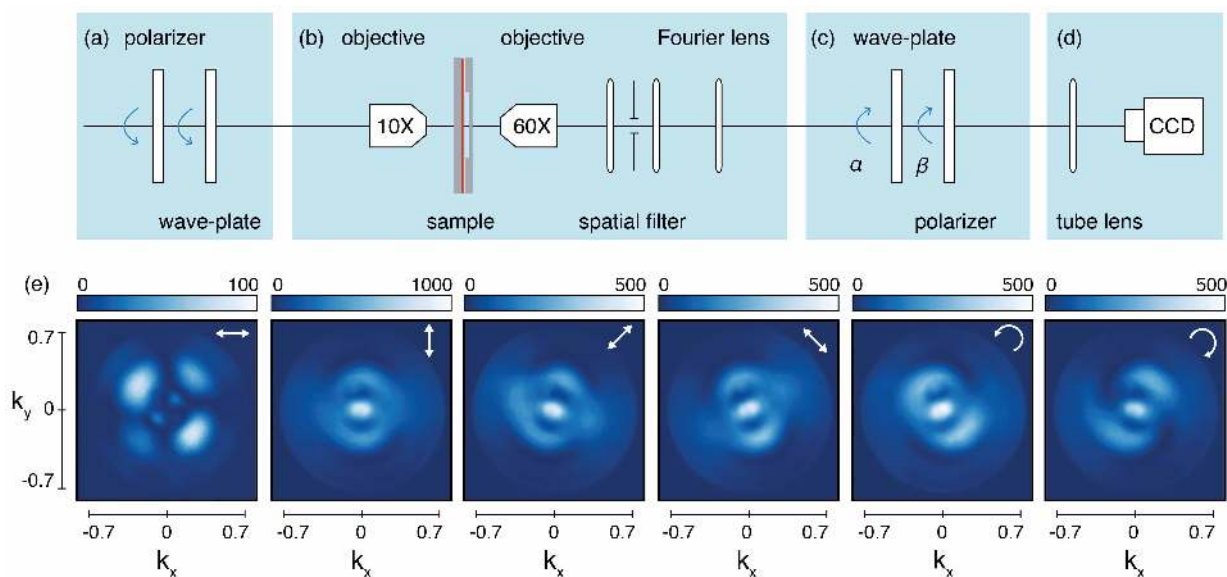 (a) polarizer
(b) objective objective Fourier lens
(c) wave-plate
(d)
10X
60X
α
β
CCD
wave-plate
sample
spatial filter
polarizer
tube lens
(e)
0 100
0 1000
0 500
0 500
0 500
0 500
0.7
k_y 0
-0.7
-0.7 0 0.7
-0.7 0 0.7
-0.7 0 0.7
-0.7 0 0.7
-0.7 0 0.7
-0.7 0 0.7
k_x
k_x
k_x
k_x
k_x
k_x